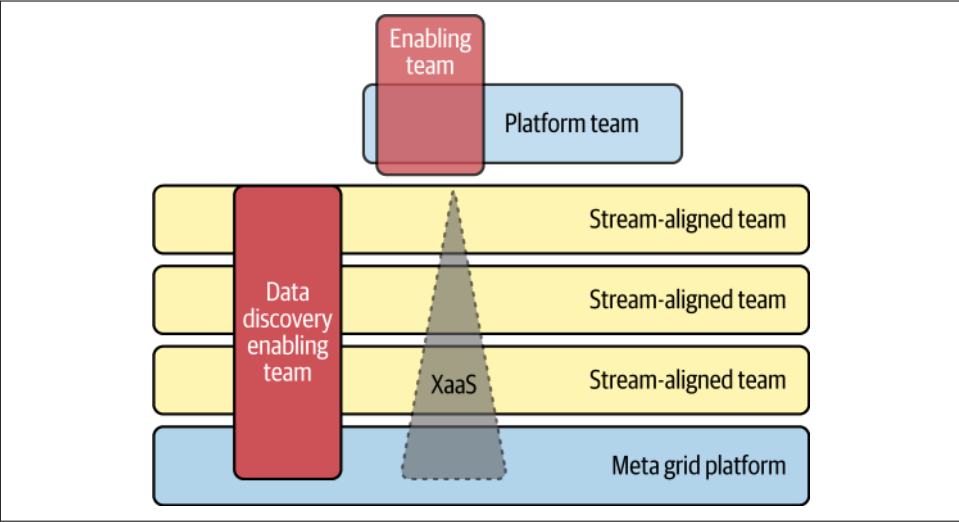 Enabling
team
Platform team
Stream-aligned team
Stream-aligned team
Data
discovery
enabling
team
Stream-aligned team
XaaS
Meta grid platform